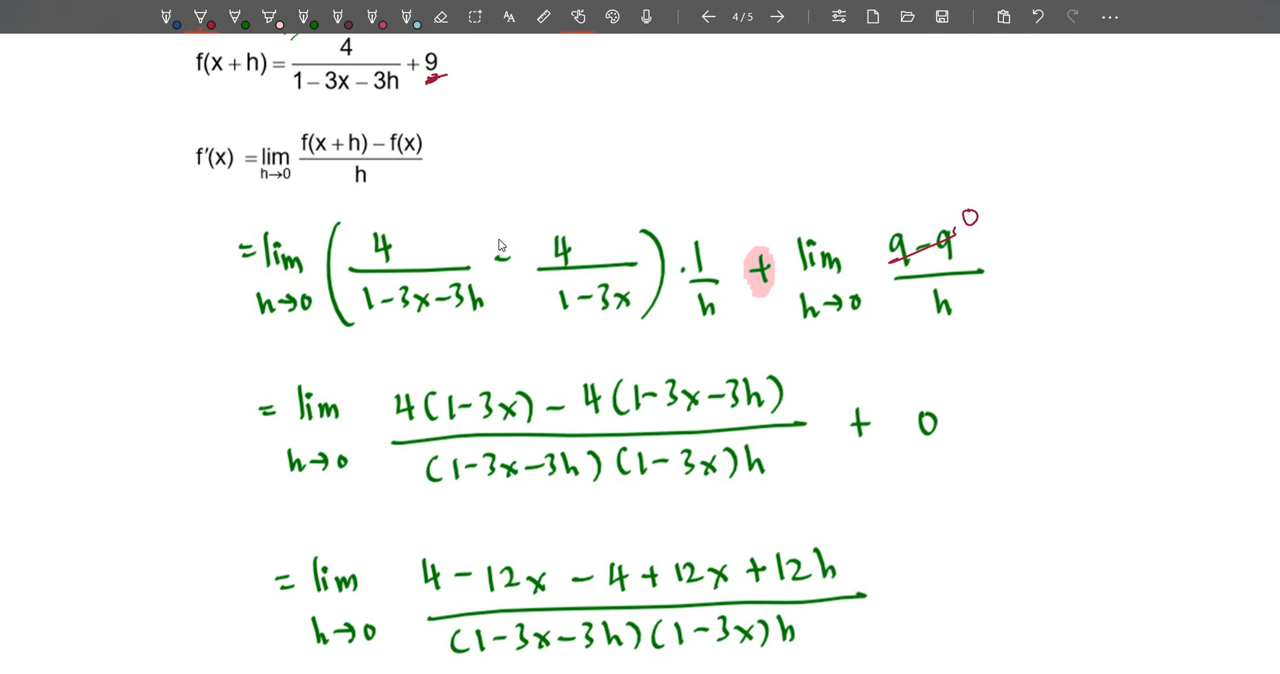 4/5
f(x + h) = 4/(1 – 3x – 3h) + 9
f′(x) = lim h→0 (f(x + h) – f(x))/h
= lim h→0 (4/(1-3x-3h) - 4/(1-3x)) · 1/h + lim h→0 (9-9)/h 0
= lim h→0 (4(1-3x) - 4(1-3x-3h))/((1-3x-3h)(1-3x)h) + 0
= lim h→0 (4-12x-4+12x+12h)/((1-3x-3h)(1-3x)h)